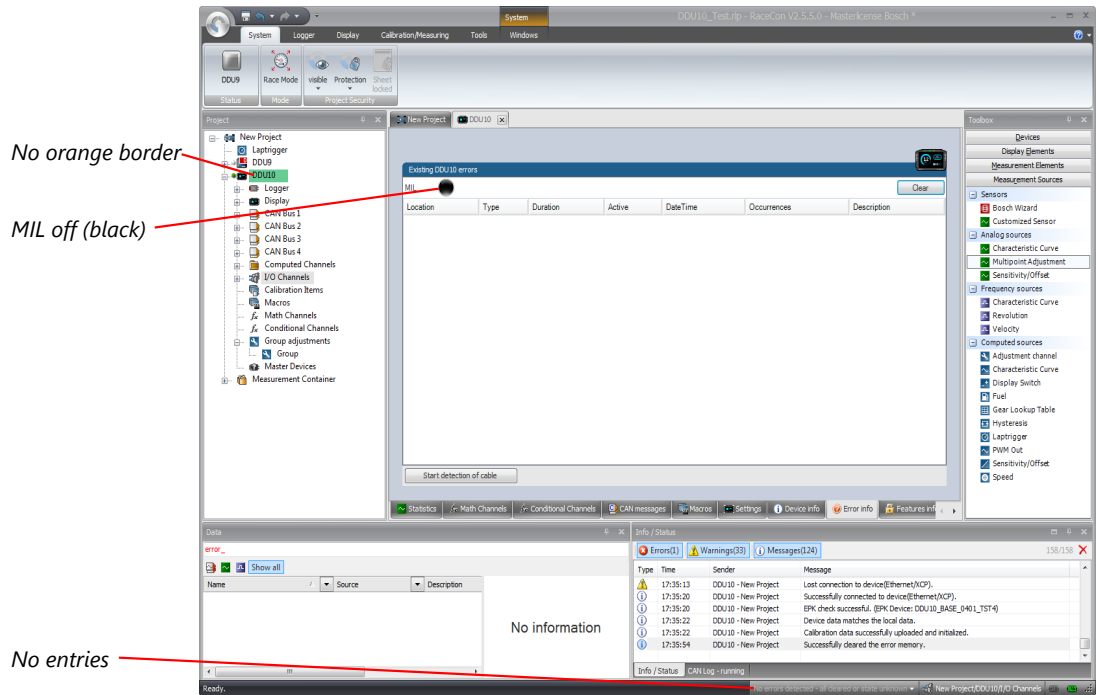 DDU10_Test.rlp - RaceCon V2.5.5.0 - Masterlicense Bosch *
System
System Logger Display Calibration/Measuring Tools Windows
DDU9
Race Mode
visible
Protection
Sheet locked
Status Mode Project Security
Project
New Project
Laptrigger
DDU9
DDU10
Logger
Display
CAN Bus 1
CAN Bus 2
CAN Bus 3
CAN Bus 4
Computed Channels
I/O Channels
Calibration Items
Macros
fx Math Channels
fx Conditional Channels
Group adjustments
Group
Master Devices
Measurement Container
No orange border
MIL off (black)
No entries
New Project DDU10
Existing DDU10 errors
MIL
Clear
Location Type Duration Active DateTime Occurrences Description
Start detection of cable
Statistics Math Channels Conditional Channels CAN messages Macros Settings Device info Error info Features inf
Toolbox
Devices
Display Elements
Measurement Elements
Measurement Sources
Sensors
Bosch Wizard
Customized Sensor
Analog sources
Characteristic Curve
Multipoint Adjustment
Sensitivity/Offset
Frequency sources
Characteristic Curve
Revolution
Velocity
Computed sources
Adjustment channel
Characteristic Curve
Display Switch
Fuel
Gear Lookup Table
Hysteresis
Laptrigger
PWM Out
Sensitivity/Offset
Speed
Data
error_
Show all
Name Source Description
No information
Info / Status
Errors(1) Warnings(33) Messages(124) 158/158
Type Time Sender Message
17:35:13 DDU10 - New Project Lost connection to device(Ethernet/XCP).
17:35:20 DDU10 - New Project Successfully connected to device(Ethernet/XCP).
17:35:20 DDU10 - New Project EPK check successful. (EPK Device: DDU10_BASE_0401_TST4)
17:35:22 DDU10 - New Project Device data matches the local data.
17:35:22 DDU10 - New Project Calibration data successfully uploaded and initialized.
17:35:54 DDU10 - New Project Successfully cleared the error memory.
Info / Status CAN Log - running
Ready.
No errors detected - all cleared or state unknown
New Project/DDU10/I/O Channels